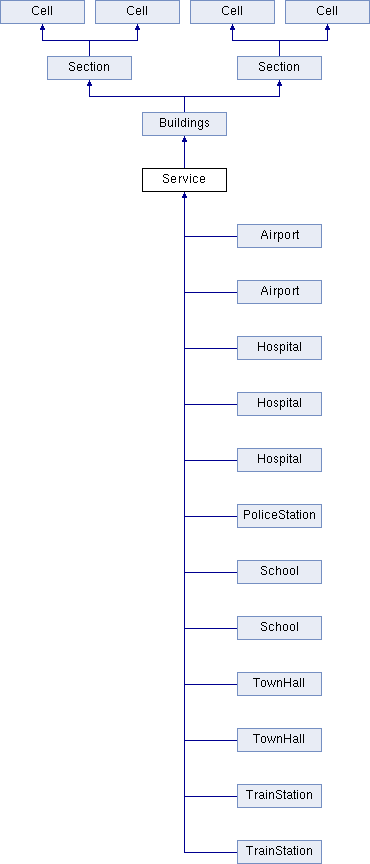 Cell Cell Cell Cell
Section Section
Buildings
Service
Airport
Airport
Hospital
Hospital
Hospital
PoliceStation
School
School
TownHall
TownHall
TrainStation
TrainStation